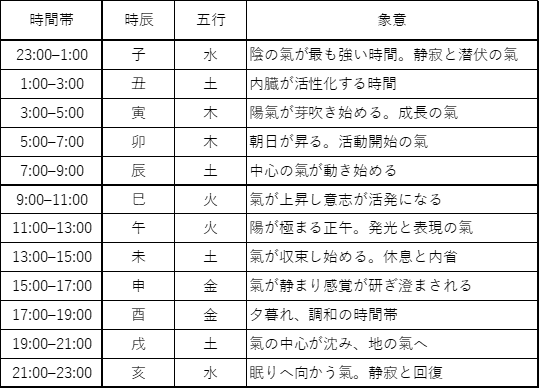 時間帯 時辰 五行 象意
23:00–1:00 子 水 陰の氣が最も強い時間。静寂と潜伏の氣
1:00–3:00 丑 土 内臓が活性化する時間
3:00–5:00 寅 木 陽氣が芽吹き始める。成長の氣
5:00–7:00 卯 木 朝日が昇る。活動開始の氣
7:00–9:00 辰 土 中心の氣が動き始める
9:00–11:00 巳 火 氣が上昇し意志が活発になる
11:00–13:00 午 火 陽が極まる正午。発光と表現の氣
13:00–15:00 未 土 氣が収束し始める。休息と内省
15:00–17:00 申 金 氣が静まり感覚が研ぎ澄まされる
17:00–19:00 酉 金 夕暮れ、調和の時間帯
19:00–21:00 戌 土 氣の中心が沈み、地の氣へ
21:00–23:00 亥 水 眠りへ向かう氣。静寂と回復